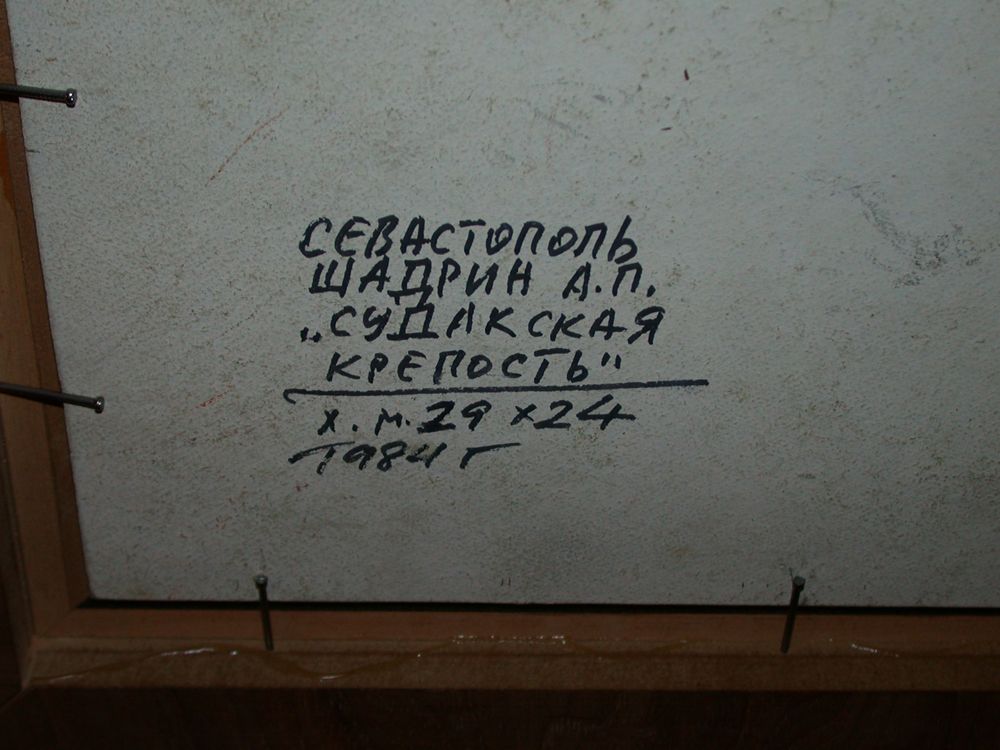 СЕВАСТОПОЛЬ
ШАДРИН А.П.
„СУДАКСКАЯ
КРЕПОСТЬ"
х.м. 29 x 24
1984 г